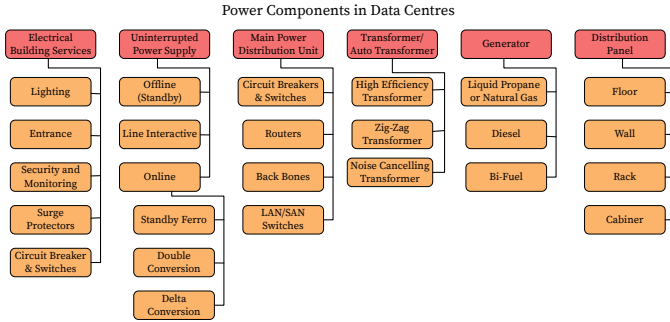 Power Components in Data Centres
Electrical
Building Services
Lighting
Entrance
Security and
Monitoring
Surge
Protectors
Circuit Breaker
& Switches
Uninterrupted
Power Supply
Offline
(Standby)
Line Interactive
Online
Standby Ferro
Double
Conversion
Delta
Conversion
Main Power
Distribution Unit
Circuit Breakers
& Switches
Routers
Back Bones
LAN/SAN
Switches
Transformer/
Auto Transformer
High Efficiency
Transformer
Zig-Zag
Transformer
Noise Cancelling
Transformer
Generator
Liquid Propane
or Natural Gas
Diesel
Bi-Fuel
Distribution
Panel
Floor
Wall
Rack
Cabiner